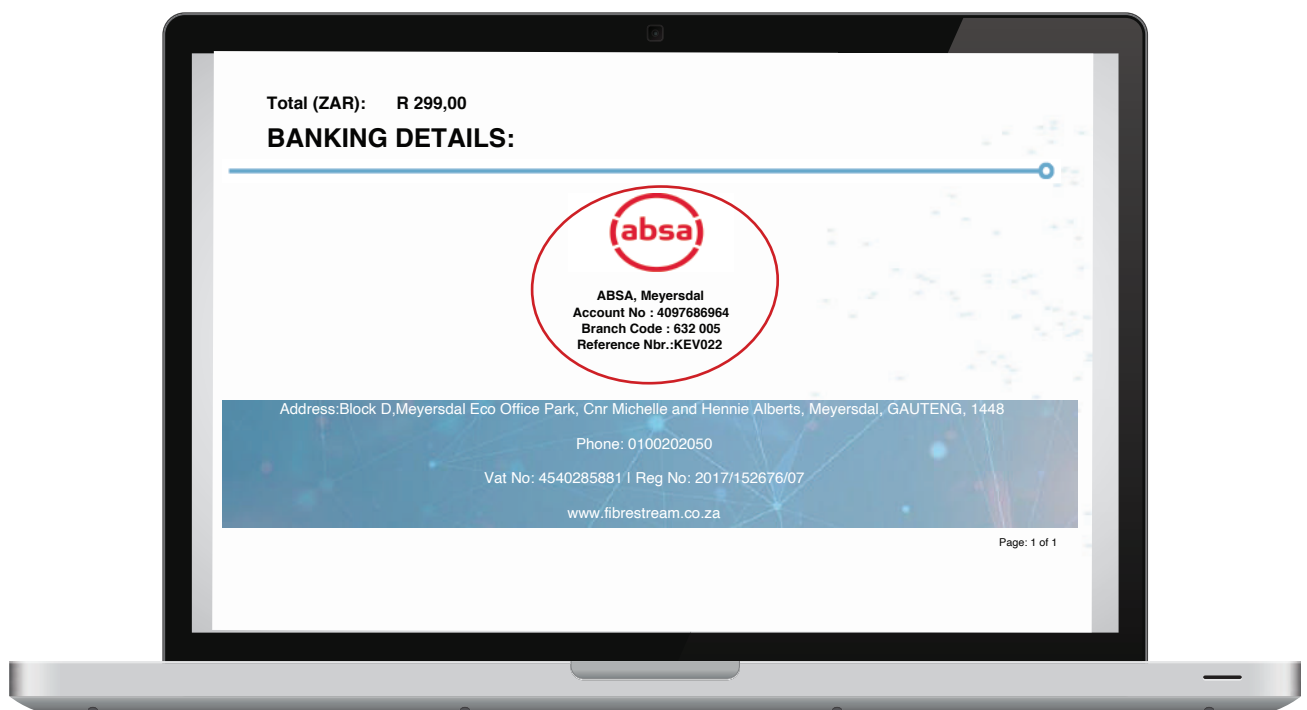 Total (ZAR): R 299,00
BANKING DETAILS:
absa
ABSA, Meyersdal
Account No : 4097686964
Branch Code : 632 005
Reference Nbr.:KEV022
Address:Block D,Meyersdal Eco Office Park, Cnr Michelle and Hennie Alberts, Meyersdal, GAUTENG, 1448
Phone: 0100202050
Vat No: 4540285881 I Reg No: 2017/152676/07
www.fibrestream.co.za
Page: 1 of 1